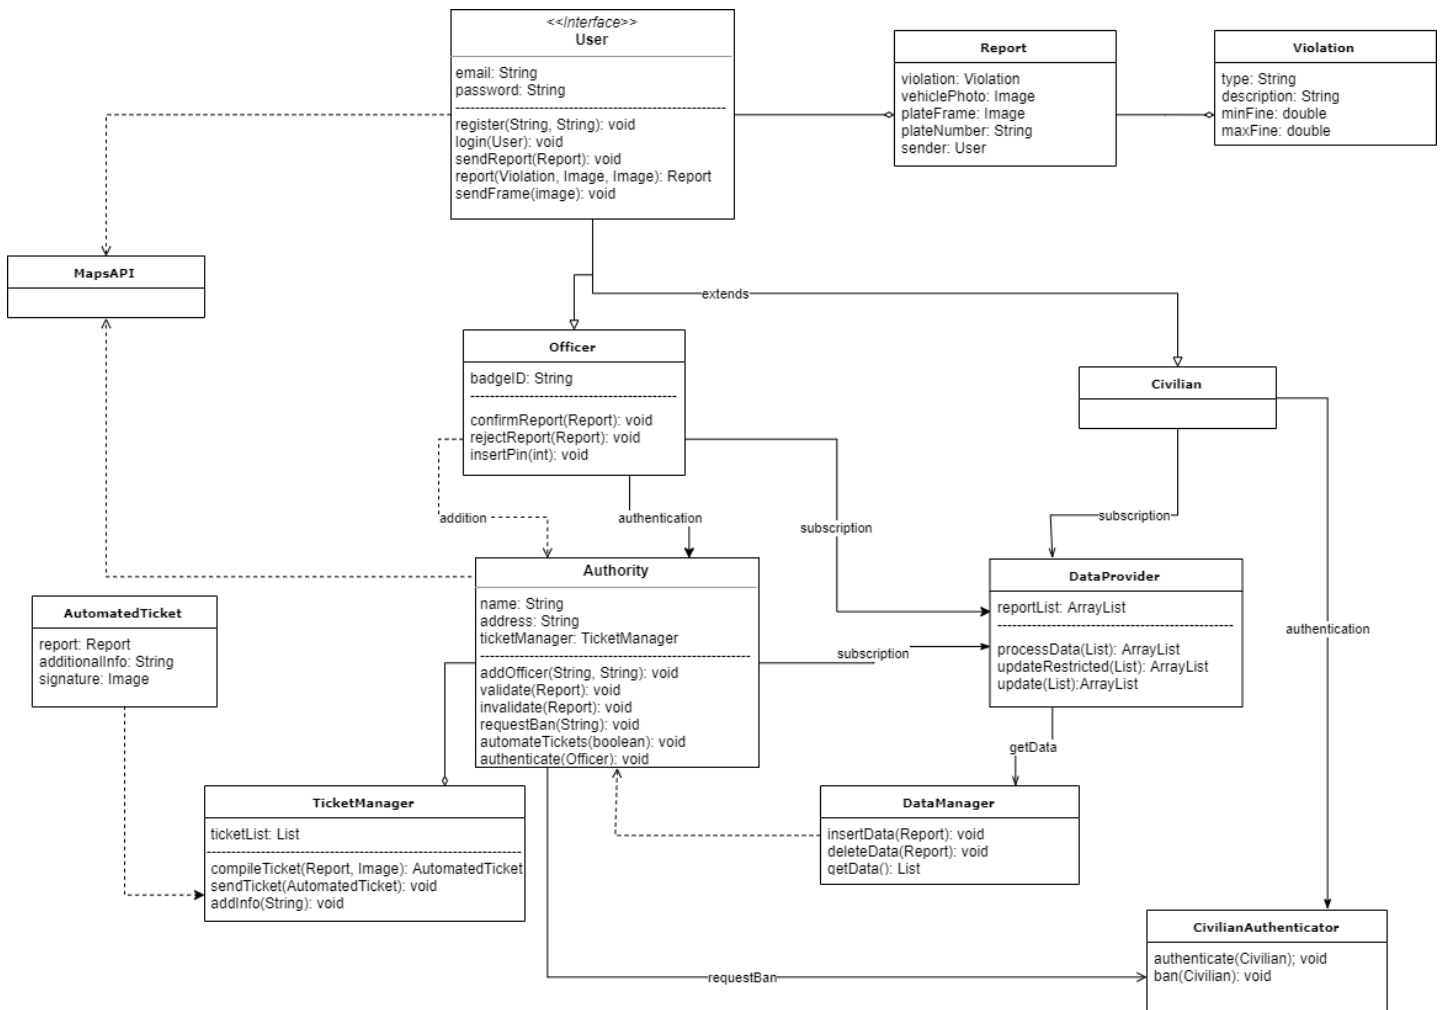 <<Interface>>
User
email: String
password: String
register(String, String): void
login(User): void
sendReport(Report): void
report(Violation, Image, Image): Report
sendFrame(image): void
Report
violation: Violation
vehiclePhoto: Image
plateFrame: Image
plateNumber: String
sender: User
Violation
type: String
description: String
minFine: double
maxFine: double
MapsAPI
extends
Officer
badgeID: String
confirmReport(Report): void
rejectReport(Report): void
insertPin(int): void
Civilian
addition
authentication
subscription
subscription
Authority
name: String
address: String
ticketManager: TicketManager
addOfficer(String, String): void
validate(Report): void
invalidate(Report): void
requestBan(String): void
automateTickets(boolean): void
authenticate(Officer): void
subscription
DataProvider
reportList: ArrayList
processData(List): ArrayList
updateRestricted(List): ArrayList
update(List):ArrayList
authentication
AutomatedTicket
report: Report
additionalInfo: String
signature: Image
getData
TicketManager
ticketList: List
compileTicket(Report, Image): AutomatedTicket
sendTicket(AutomatedTicket): void
addInfo(String): void
DataManager
insertData(Report): void
deleteData(Report): void
getData(): List
requestBan
CivilianAuthenticator
authenticate(Civilian); void
ban(Civilian): void